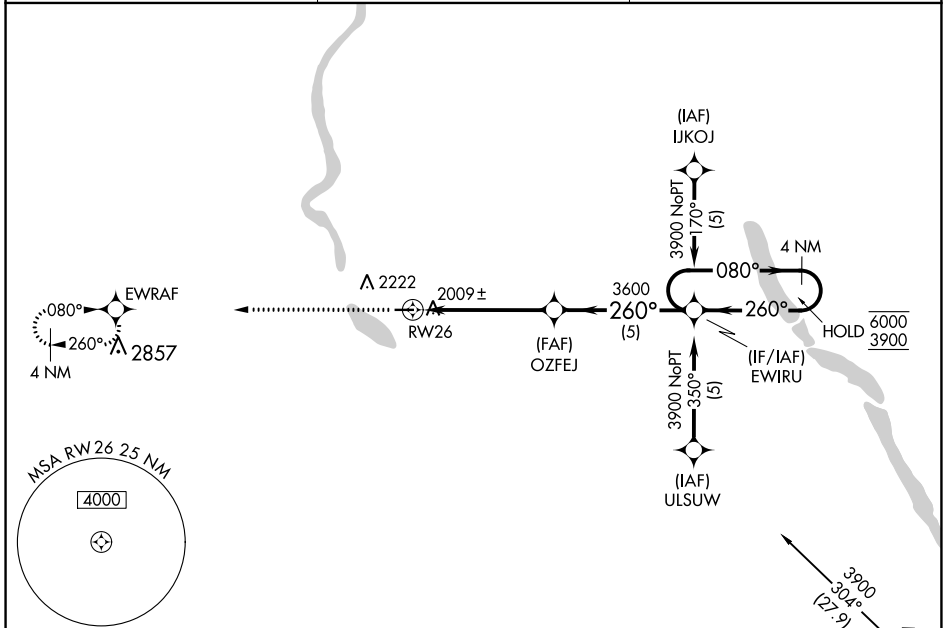 (IAF)
IJKOJ
3900 NoPT
170°
(5)
4 NM
080°
2222
2009±
3600
260°
(5)
260°
EWRAF
080°
260°
2857
4 NM
RW26
(FAF)
OZFEJ
HOLD
6000
3900
(IF/IAF)
EWIRU
3900 NoPT
350°
(5)
(IAF)
ULSUW
MSA RW26 25 NM
4000
3900
304°
(27.9)